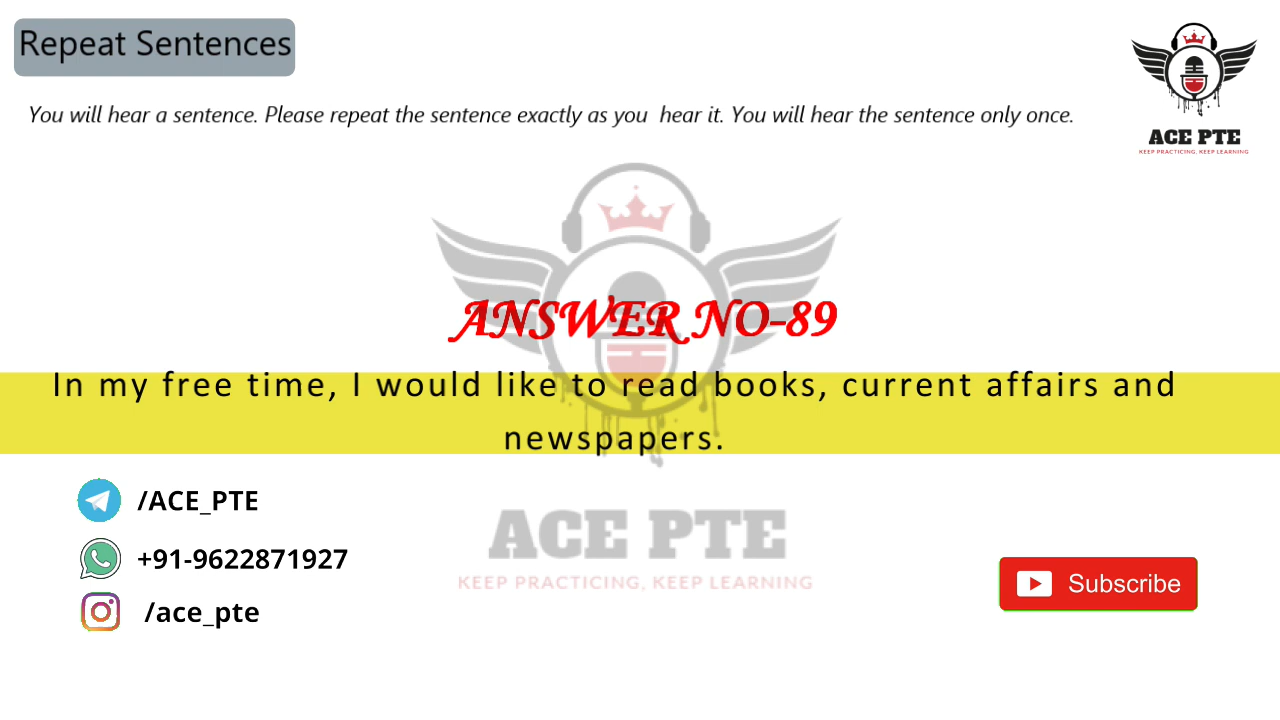 Repeat Sentences
You will hear a sentence. Please repeat the sentence exactly as you hear it. You will hear the sentence only once.
ACE PTE
KEEP PRACTICING, KEEP LEARNING
ANSWER NO-89
In my free time, I would like to read books, current affairs and
newspapers.
/ACE_PTE
+91-9622871927
/ace_pte
ACE PTE
KEEP PRACTICING, KEEP LEARNING
Subscribe